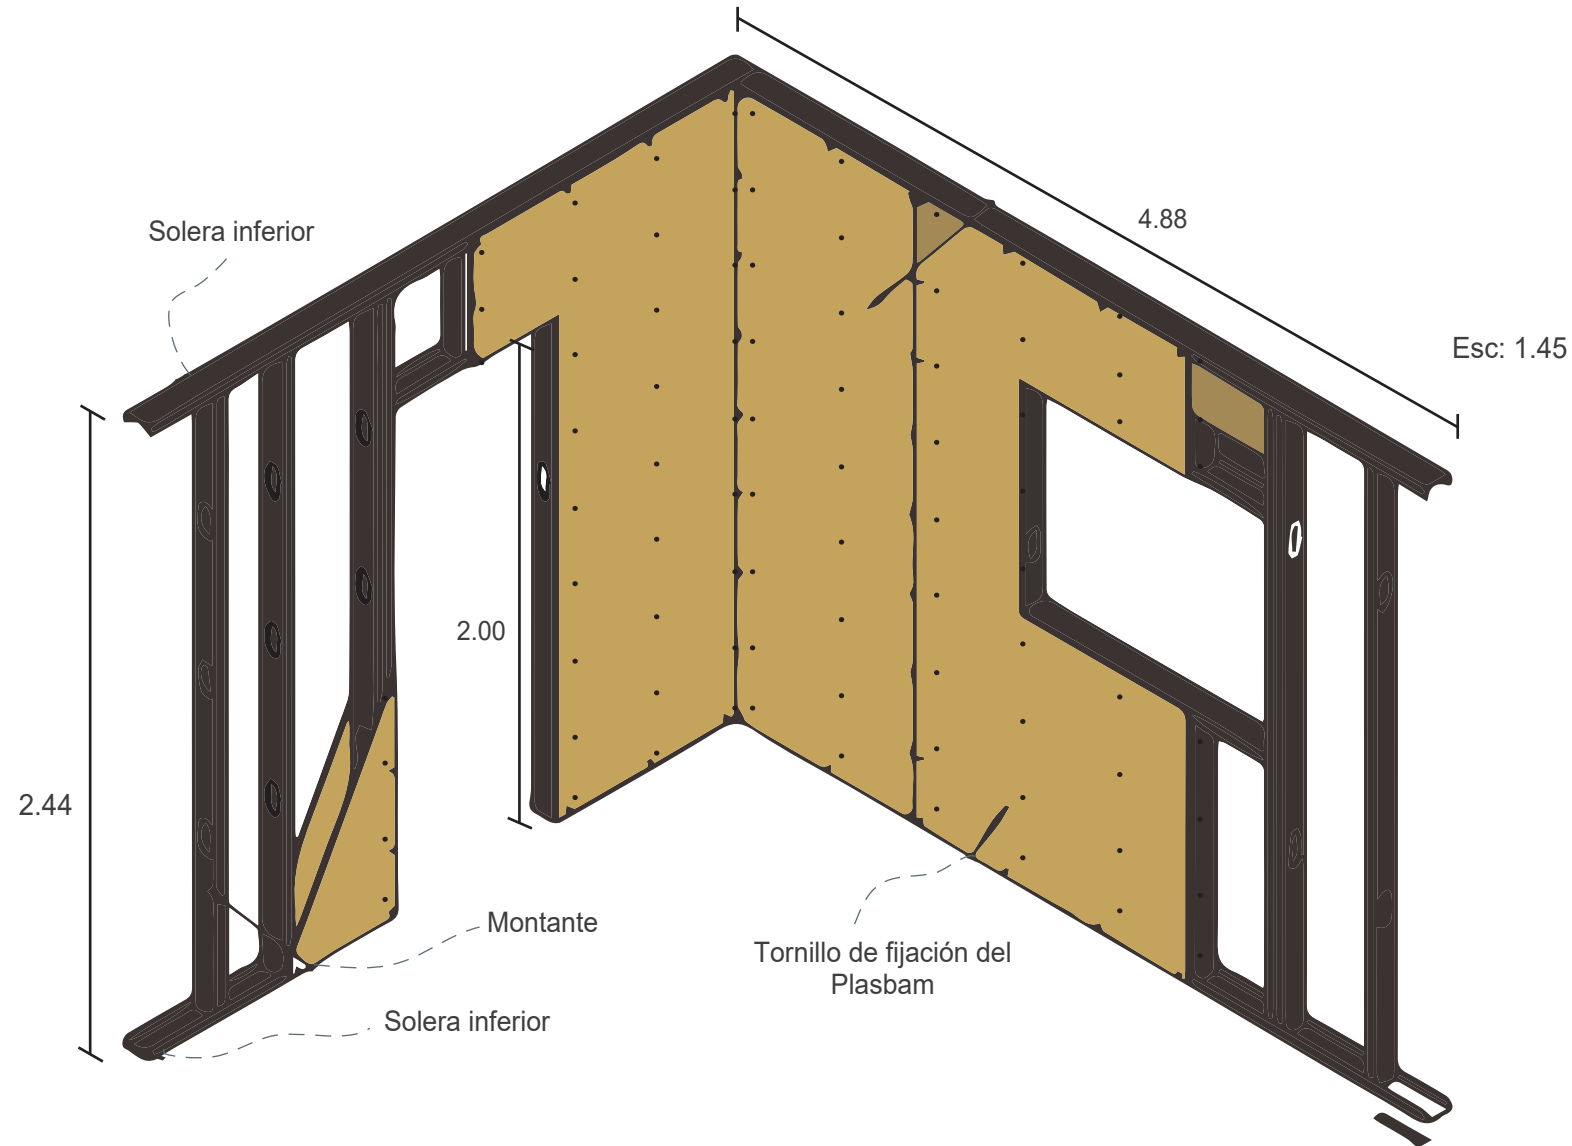 Solera inferior
4.88
Esc: 1.45
2.00
2.44
Montante
Tornillo de fijación del
Plasbam
Solera inferior